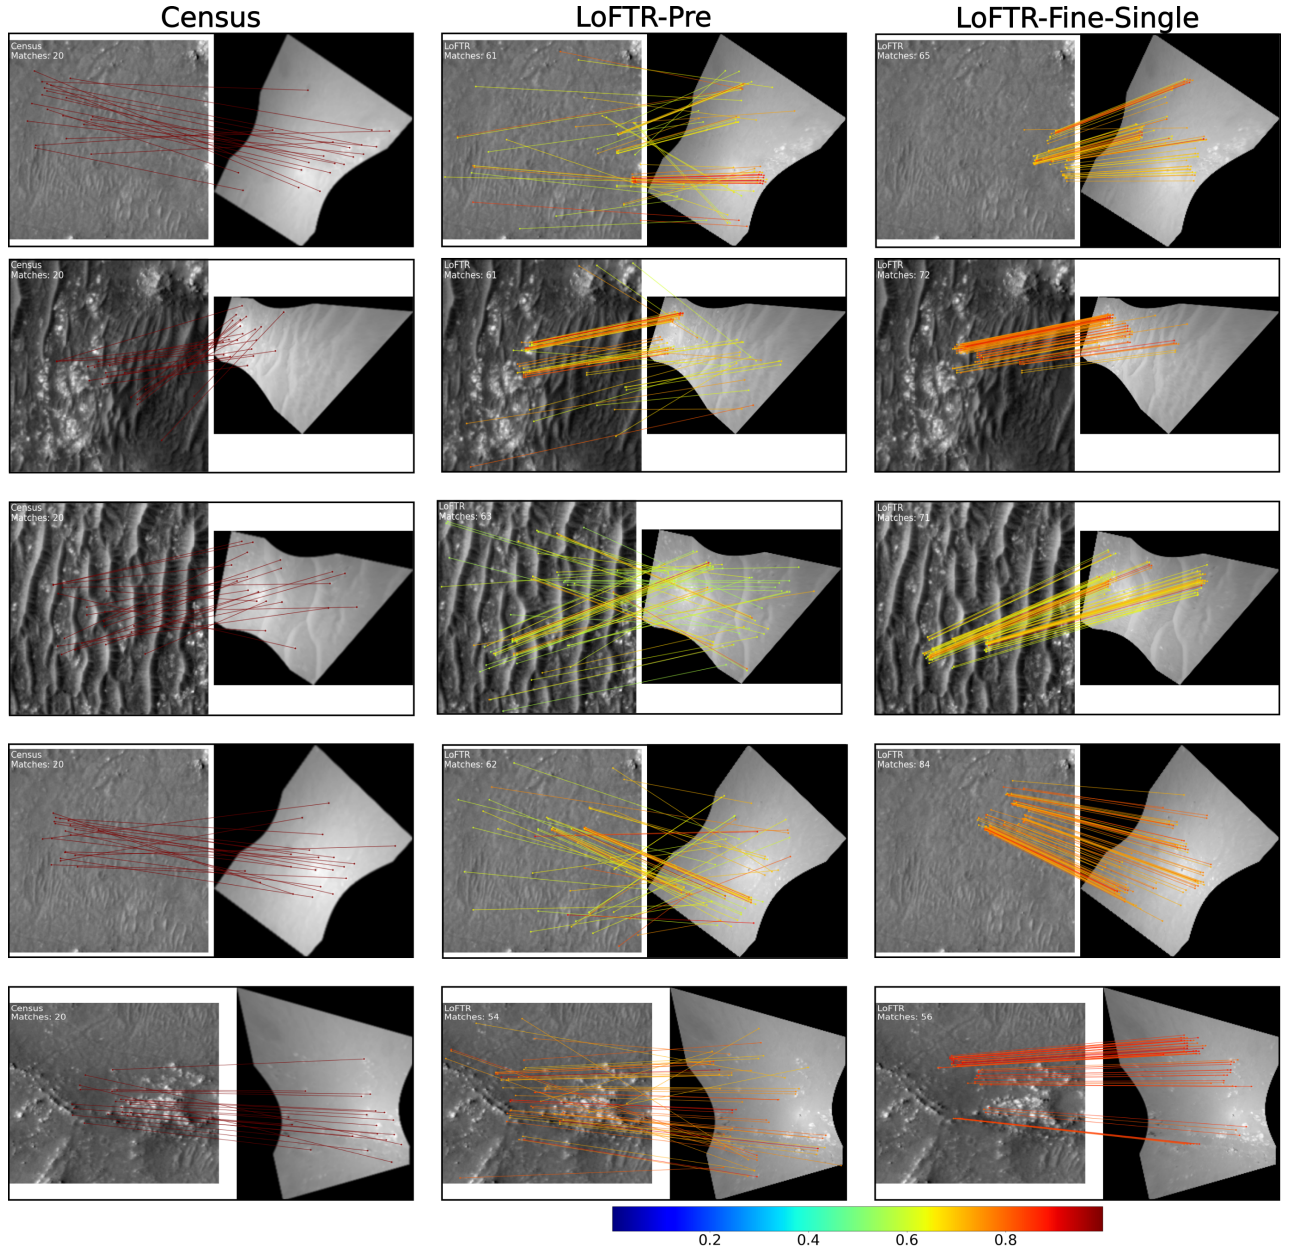 Census LoFTR-Pre LoFTR-Fine-Single
Census
Matches: 20
LoFTR
Matches: 61
LoFTR
Matches: 65
Census
Matches: 20
LoFTR
Matches: 61
LoFTR
Matches: 72
Census
Matches: 20
LoFTR
Matches: 63
LoFTR
Matches: 71
Census
Matches: 20
LoFTR
Matches: 62
LoFTR
Matches: 84
Census
Matches: 20
LoFTR
Matches: 54
LoFTR
Matches: 56
0.2 0.4 0.6 0.8